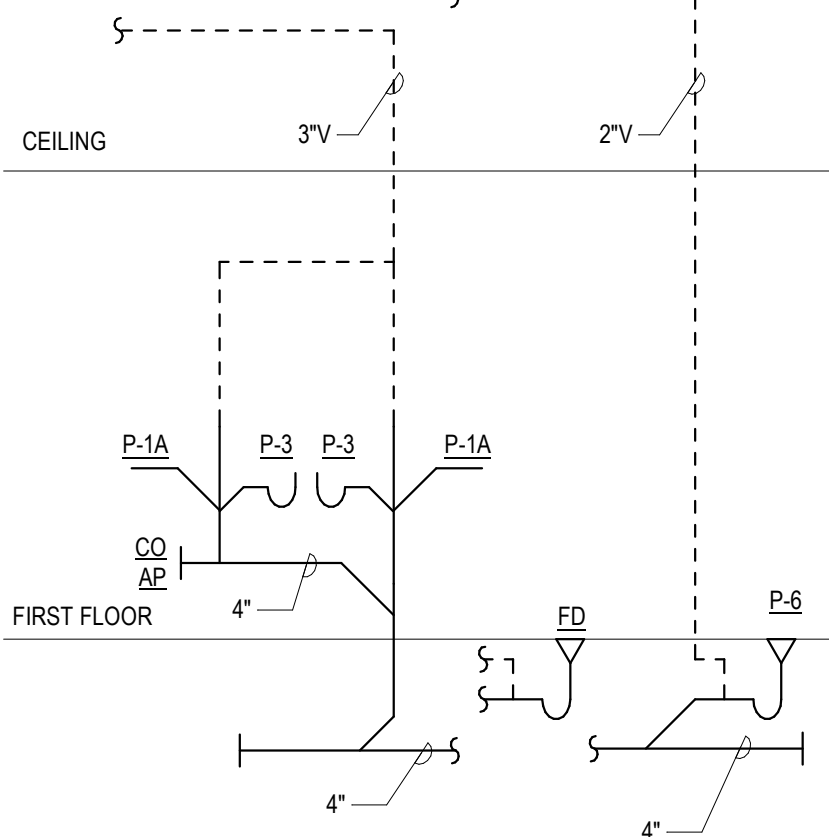 3"V
2"V
CEILING
P-1A
P-3
P-3
P-1A
CO
AP
4"
FIRST FLOOR
FD
P-6
4"
4"